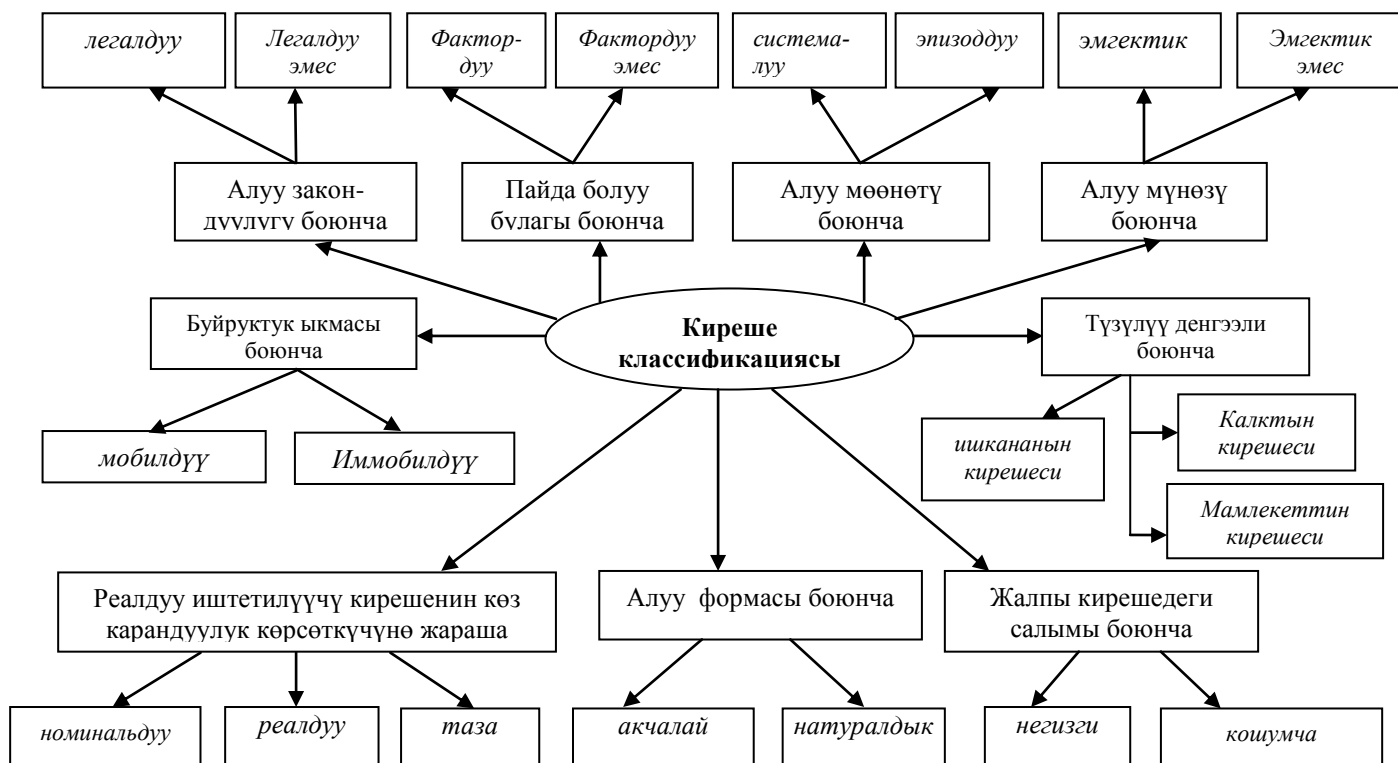 легалдуу
Легалдуу
эмес
Фактор-
дуу
Фактордуу
эмес
система-
луу
эпизоддуу
эмгектик
Эмгектик
эмес
Алуу закон-
дуулугу боюнча
Пайда болуу
булагы боюнча
Алуу мөөнөтү
боюнча
Алуу мүнөзү
боюнча
Буйруктук ыкмасы
боюнча
Киреше
классификациясы
Түзүлүү денгээли
боюнча
мобилдүү
Иммобилдүү
ишкананын
кирешеси
Калктын
кирешеси
Мамлекеттин
кирешеси
Реалдуу иштетилүүчү кирешенин көз
карандуулук көрсөткүчүнө жараша
Алуу формасы боюнча
Жалпы кирешедеги
салымы боюнча
номинальдуу
реалдуу
таза
акчалай
натуралдык
негизги
кошумча